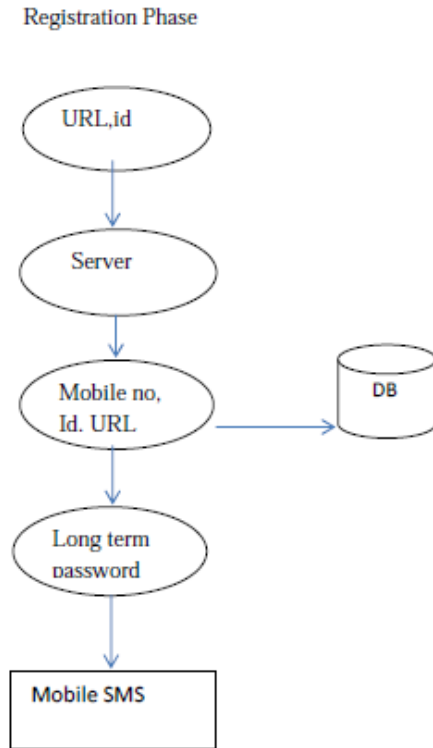 Registration Phase
URL,id
Server
Mobile no,
Id. URL
DB
Long term
password
Mobile SMS